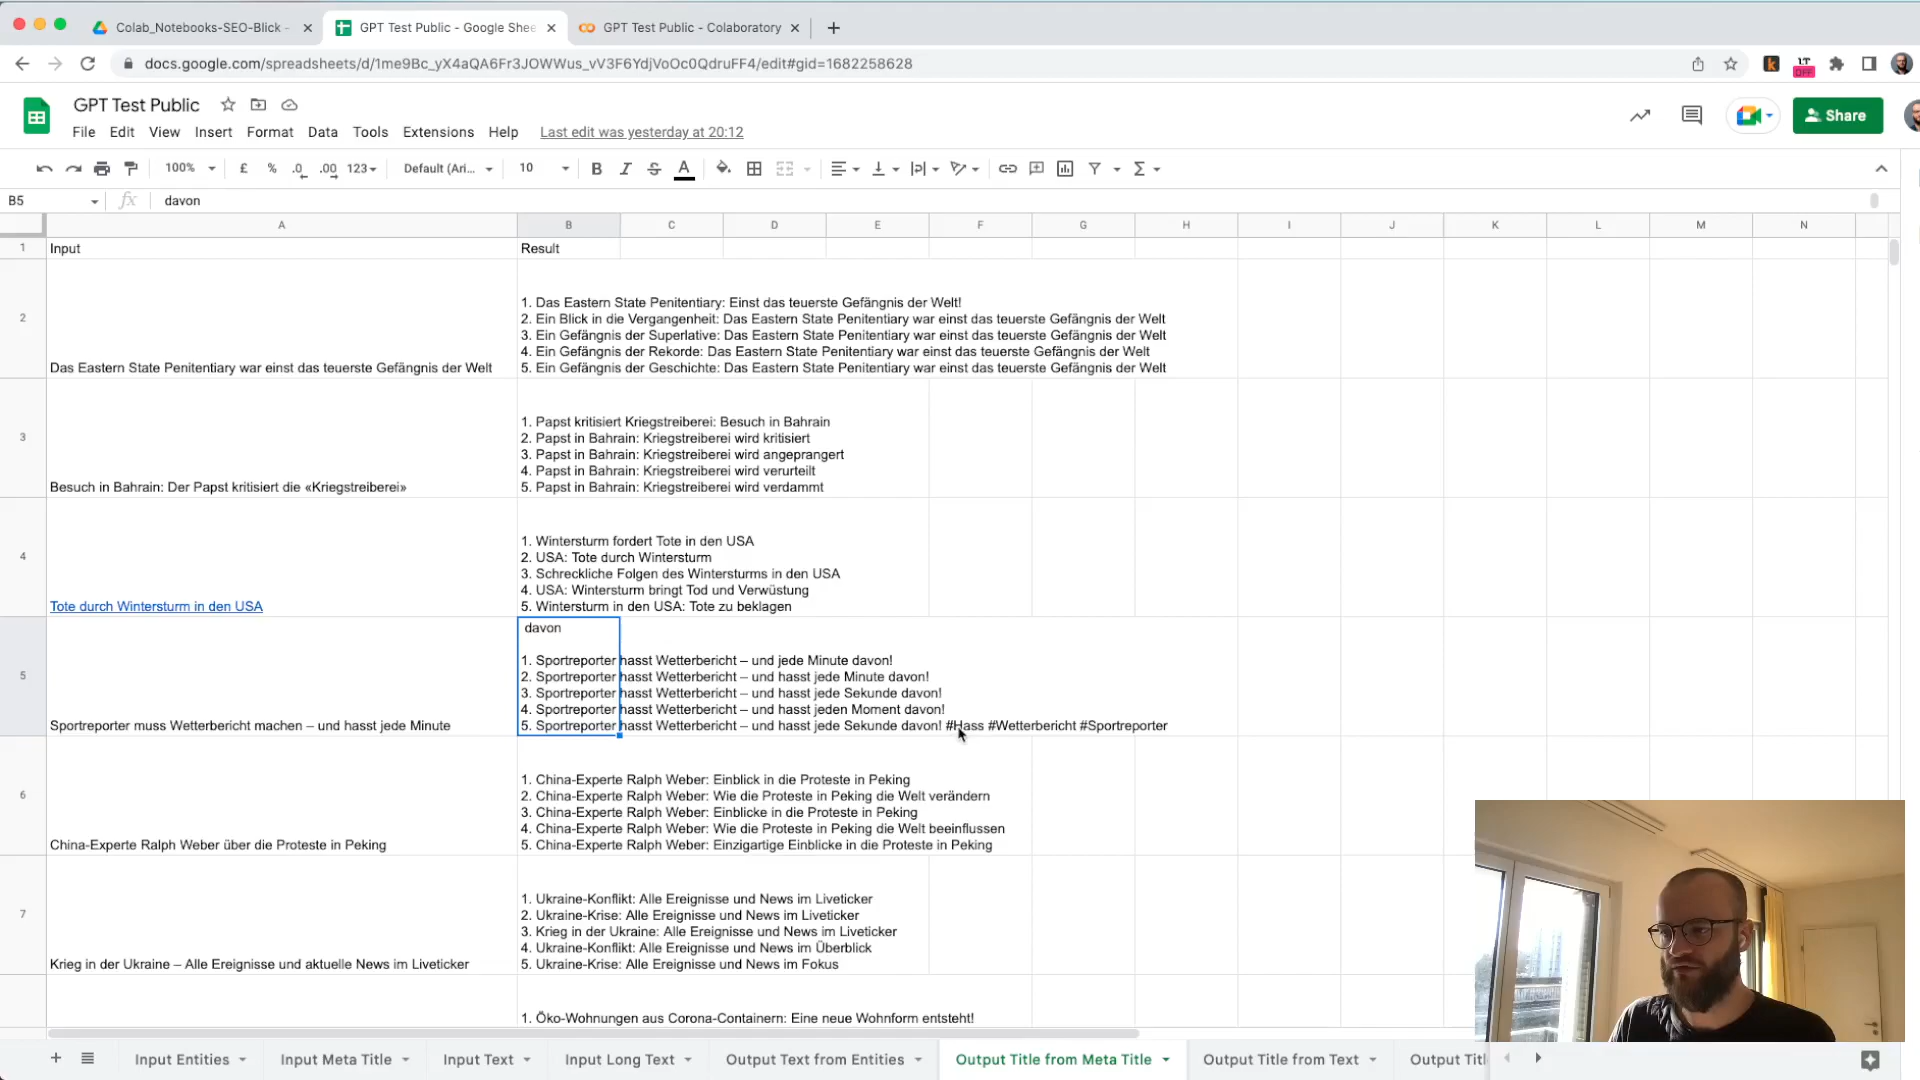 Colab_Notebooks-SEO-Blick -
GPT Test Public - Google Shee
GPT Test Public - Colaboratory
docs.google.com/spreadsheets/d/1me9Bc_yX4aQA6Fr3JOWWus_vV3F6YdjVoOc0QdruFF4/edit#gid=1682258628
GPT Test Public
File Edit View Insert Format Data Tools Extensions Help Last edit was yesterday at 20:12
Share
100% £ % .0 .00 123 Default (Ari... 10 B I S A
B5 fx davon
A B C D E F G H I J K L M N
1 Input Result
1. Das Eastern State Penitentiary: Einst das teuerste Gefängnis der Welt!
2 2. Ein Blick in die Vergangenheit: Das Eastern State Penitentiary war einst das teuerste Gefängnis der Welt
3. Ein Gefängnis der Superlative: Das Eastern State Penitentiary war einst das teuerste Gefängnis der Welt
4. Ein Gefängnis der Rekorde: Das Eastern State Penitentiary war einst das teuerste Gefängnis der Welt
Das Eastern State Penitentiary war einst das teuerste Gefängnis der Welt 5. Ein Gefängnis der Geschichte: Das Eastern State Penitentiary war einst das teuerste Gefängnis der Welt
1. Papst kritisiert Kriegstreiberei: Besuch in Bahrain
3 2. Papst in Bahrain: Kriegstreiberei wird kritisiert
3. Papst in Bahrain: Kriegstreiberei wird angeprangert
4. Papst in Bahrain: Kriegstreiberei wird verurteilt
Besuch in Bahrain: Der Papst kritisiert die «Kriegstreiberei» 5. Papst in Bahrain: Kriegstreiberei wird verdammt
1. Wintersturm fordert Tote in den USA
4 2. USA: Tote durch Wintersturm
3. Schreckliche Folgen des Wintersturms in den USA
4. USA: Wintersturm bringt Tod und Verwüstung
Tote durch Wintersturm in den USA 5. Wintersturm in den USA: Tote zu beklagen
davon
1. Sportreporter hasst Wetterbericht – und jede Minute davon!
5 2. Sportreporter hasst Wetterbericht – und hasst jede Minute davon!
3. Sportreporter hasst Wetterbericht – und hasst jede Sekunde davon!
4. Sportreporter hasst Wetterbericht – und hasst jeden Moment davon!
Sportreporter muss Wetterbericht machen – und hasst jede Minute 5. Sportreporter hasst Wetterbericht – und hasst jede Sekunde davon! #Hass #Wetterbericht #Sportreporter
1. China-Experte Ralph Weber: Einblick in die Proteste in Peking
6 2. China-Experte Ralph Weber: Wie die Proteste in Peking die Welt verändern
3. China-Experte Ralph Weber: Einblicke in die Proteste in Peking
4. China-Experte Ralph Weber: Wie die Proteste in Peking die Welt beeinflussen
China-Experte Ralph Weber über die Proteste in Peking 5. China-Experte Ralph Weber: Einzigartige Einblicke in die Proteste in Peking
1. Ukraine-Konflikt: Alle Ereignisse und News im Liveticker
7 2. Ukraine-Krise: Alle Ereignisse und News im Liveticker
3. Krieg in der Ukraine: Alle Ereignisse und News im Liveticker
4. Ukraine-Konflikt: Alle Ereignisse und News im Überblick
Krieg in der Ukraine – Alle Ereignisse und aktuelle News im Liveticker 5. Ukraine-Krise: Alle Ereignisse und News im Fokus
1. Öko-Wohnungen aus Corona-Containern: Eine neue Wohnform entsteht!
Input Entities Input Meta Title Input Text Input Long Text Output Text from Entities Output Title from Meta Title Output Title from Text Output Titl